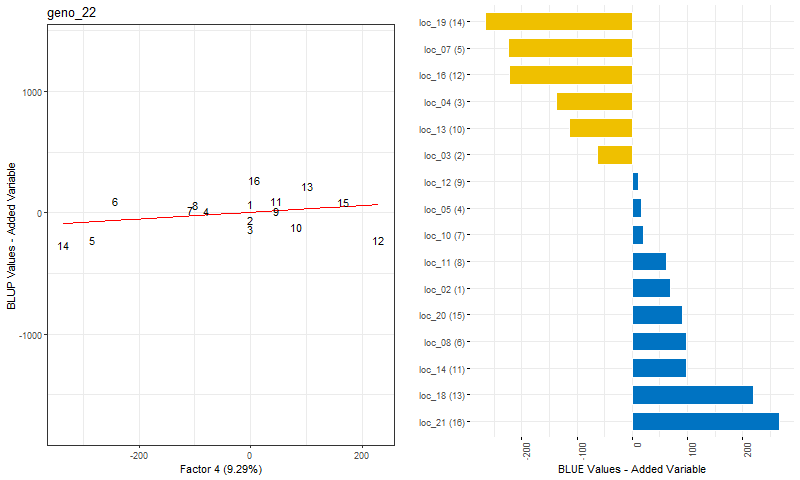 geno_22
BLUP Values - Added Variable
1000
0
-1000
16
13
6
1
11
15
8
7
4
9
2
3
10
5
14
12
-200
0
200
Factor 4 (9.29%)
loc_19 (14)
loc_07 (5)
loc_16 (12)
loc_04 (3)
loc_13 (10)
loc_03 (2)
loc_12 (9)
loc_05 (4)
loc_10 (7)
loc_11 (8)
loc_02 (1)
loc_20 (15)
loc_08 (6)
loc_14 (11)
loc_18 (13)
loc_21 (16)
-200
-100
0
100
200
BLUE Values - Added Variable